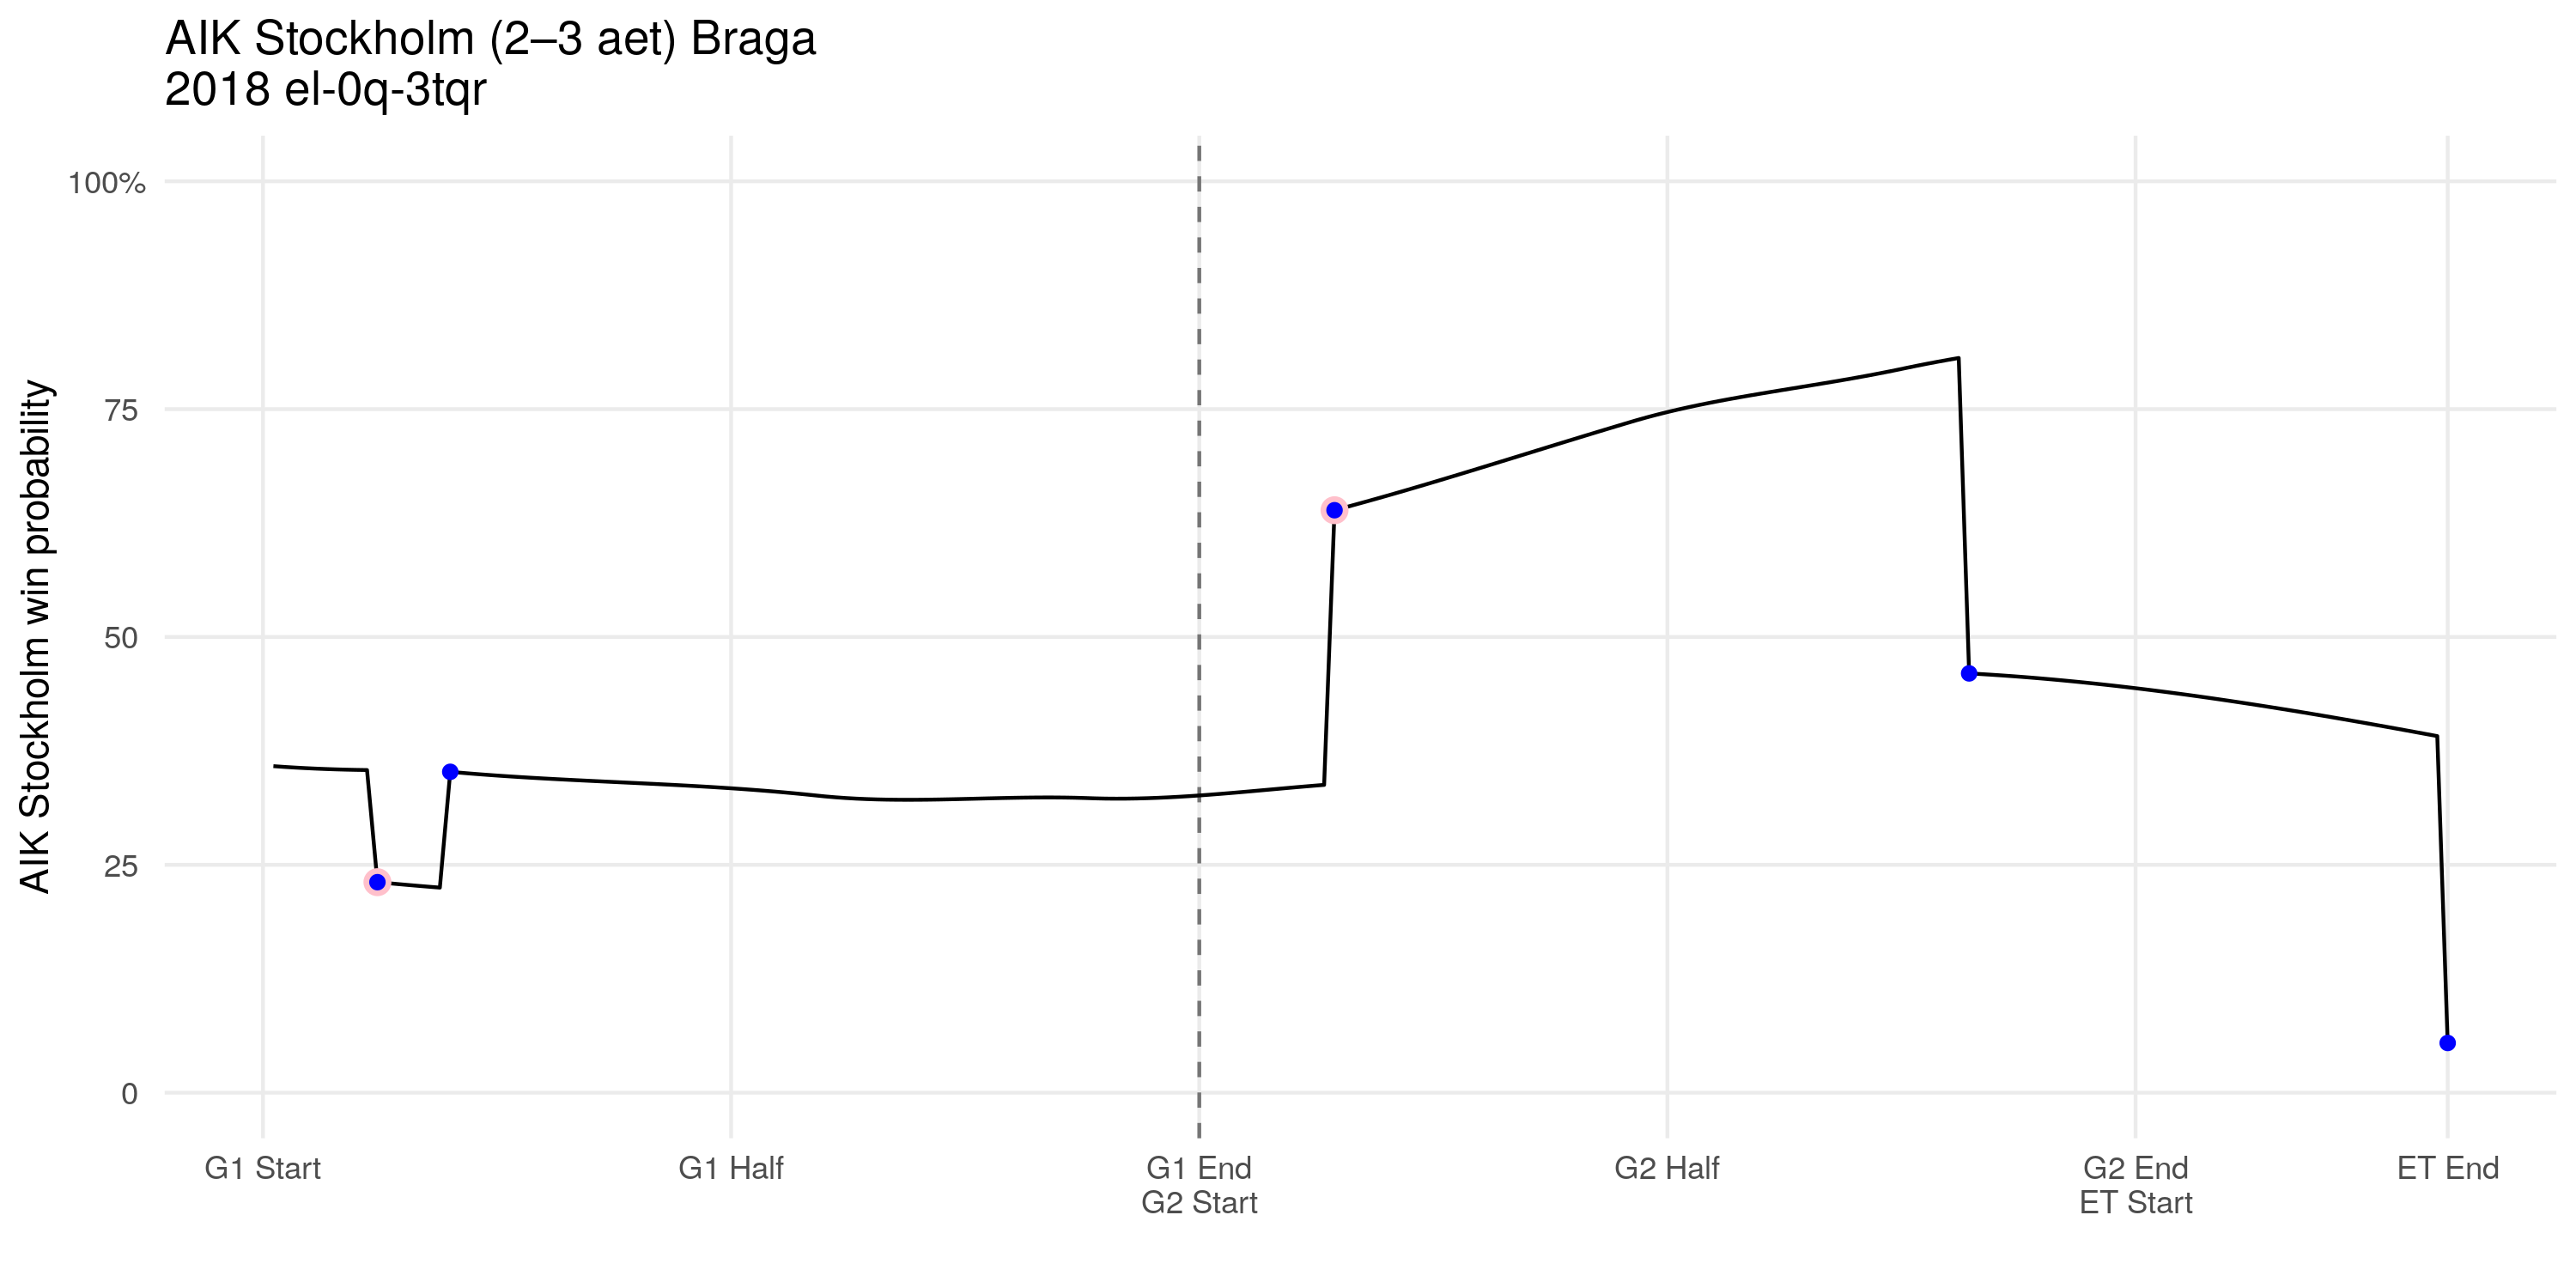 AIK Stockholm (2–3 aet) Braga
2018 el-0q-3tqr
AIK Stockholm win probability
100%
75
50
25
0
G1 Start
G1 Half
G1 End
G2 Start
G2 Half
G2 End
ET Start
ET End